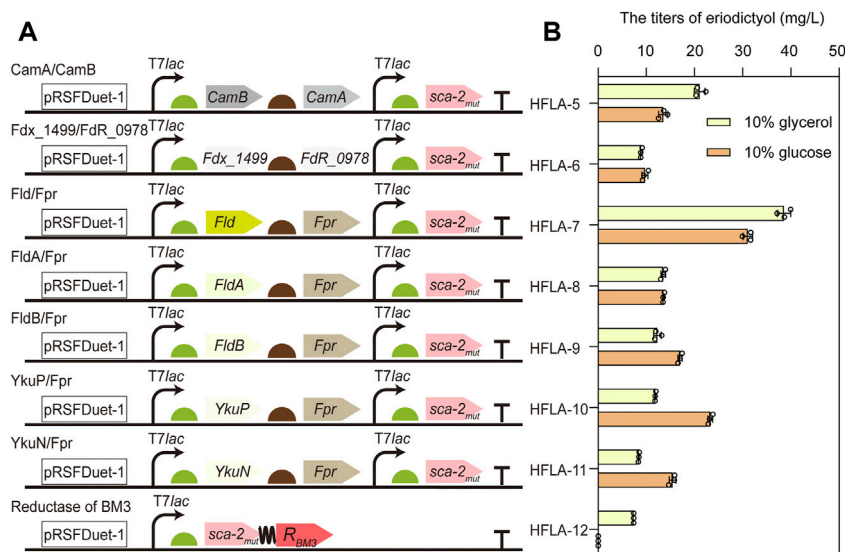 A
B
The titers of eriodictyol (mg/L)
0 10 20 30 40 50
CamA/CamB
T7lac T7lac
pRSFDuet-1 CamB CamA sca-2mut T
Fdx_1499/FdR_0978 T7lac T7lac
pRSFDuet-1 Fdx_1499 FdR_0978 sca-2mut T
Fld/Fpr T7lac T7lac
pRSFDuet-1 Fld Fpr sca-2mut T
FldA/Fpr T7lac T7lac
pRSFDuet-1 FldA Fpr sca-2mut T
FldB/Fpr T7lac T7lac
pRSFDuet-1 FldB Fpr sca-2mut T
YkuP/Fpr T7lac T7lac
pRSFDuet-1 YkuP Fpr sca-2mut T
YkuN/Fpr T7lac T7lac
pRSFDuet-1 YkuN Fpr sca-2mut T
Reductase of BM3 T7lac
pRSFDuet-1 sca-2mut RBM3 T
HFLA-5
HFLA-6
HFLA-7
HFLA-8
HFLA-9
HFLA-10
HFLA-11
HFLA-12
10% glycerol
10% glucose